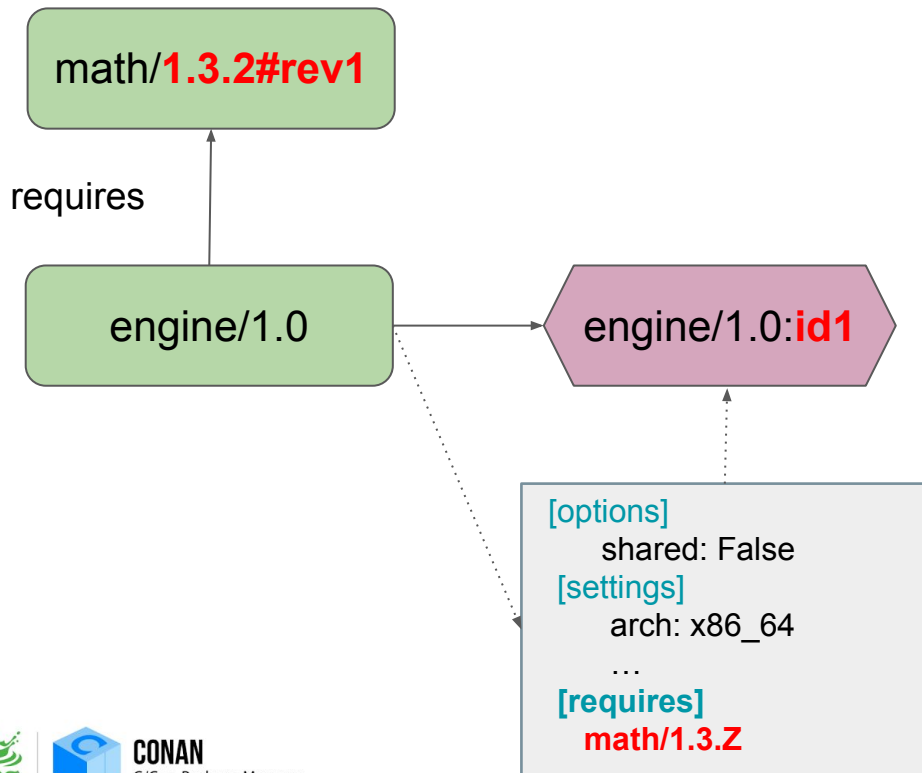 math/1.3.2#rev1
requires
engine/1.0
engine/1.0:id1
[options]
shared: False
[settings]
arch: x86_64
…
[requires]
math/1.3.Z
CONAN